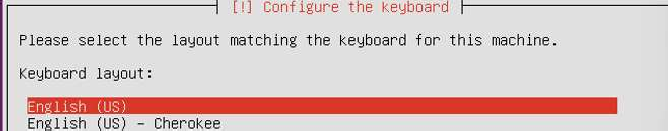 [!] Configure the keyboard
Please select the layout matching the keyboard for this machine.
Keyboard layout:
English (US)
English (US) - Cherokee